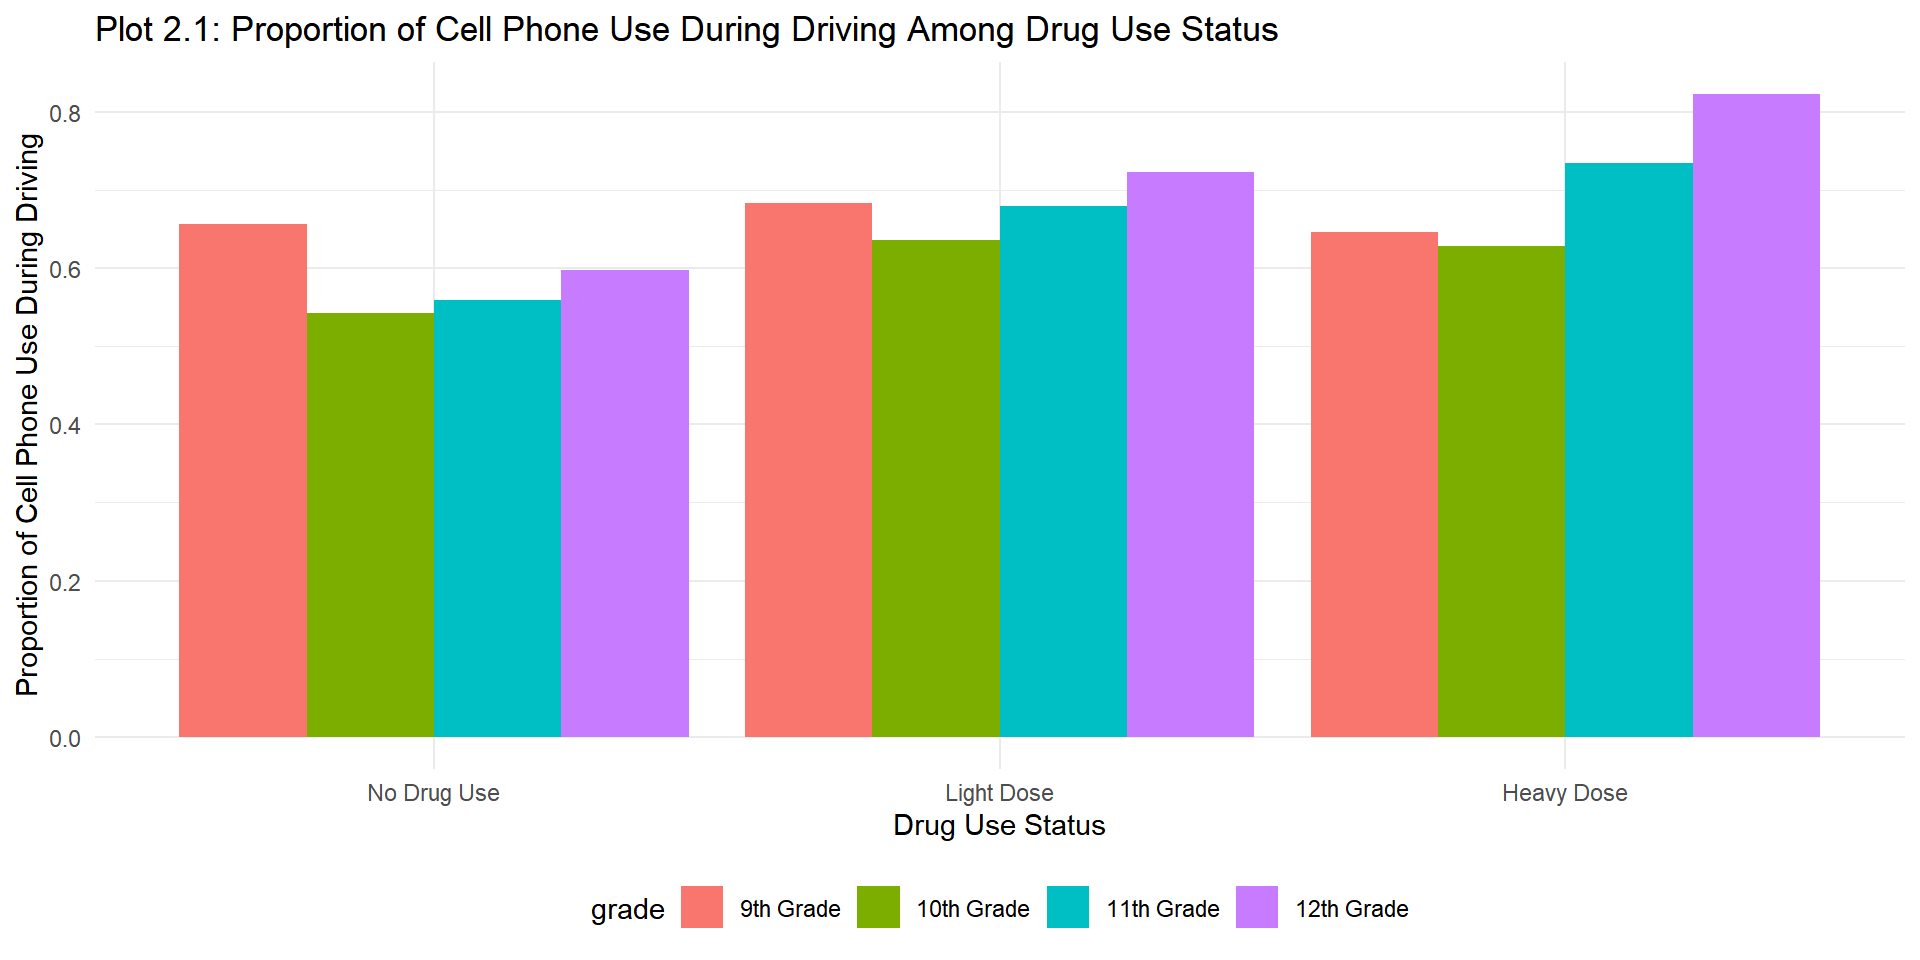 Plot 2.1: Proportion of Cell Phone Use During Driving Among Drug Use Status
Proportion of Cell Phone Use During Driving
0.8
0.6
0.4
0.2
0.0
No Drug Use
Light Dose
Heavy Dose
Drug Use Status
grade
9th Grade
10th Grade
11th Grade
12th Grade